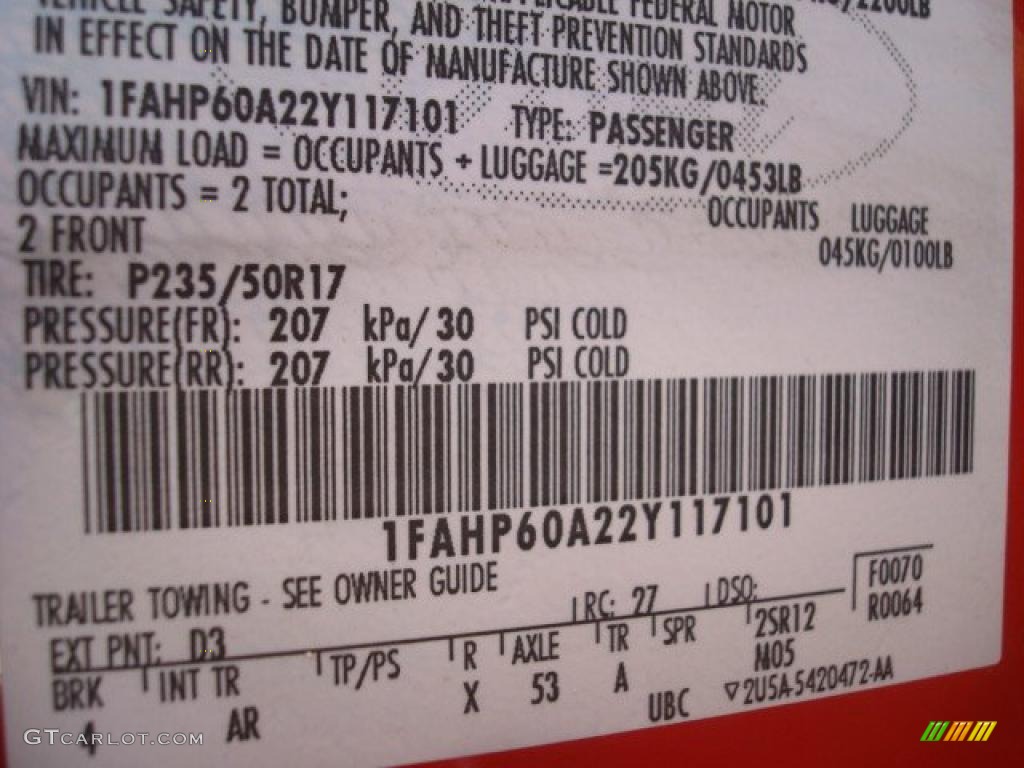 VEHICLE SAFETY, BUMPER, AND THEFT PREVENTION STANDARDS
FEDERAL MOTOR
IN EFFECT ON THE DATE OF MANUFACTURE SHOWN ABOVE.
VIN: 1FAHP60A22Y117101 TYPE: PASSENGER
MAXIMUM LOAD = OCCUPANTS + LUGGAGE =205KG/0453LB
OCCUPANTS = 2 TOTAL; OCCUPANTS LUGGAGE
2 FRONT 045KG/0100LB
TIRE: P235/50R17
PRESSURE(FR): 207 kPa/ 30 PSI COLD
PRESSURE(RR): 207 kPa/ 30 PSI COLD
1FAHP60A22Y117101
TRAILER TOWING - SEE OWNER GUIDE
EXT PNT: D3 RC: 27 DSO: F0070
R0064
BRK INT TR TP/PS R AXLE TR SPR 2SR12
4 AR X 53 A M05
UBC ▽2U5A-5420472-AA
GTCARLOT.COM